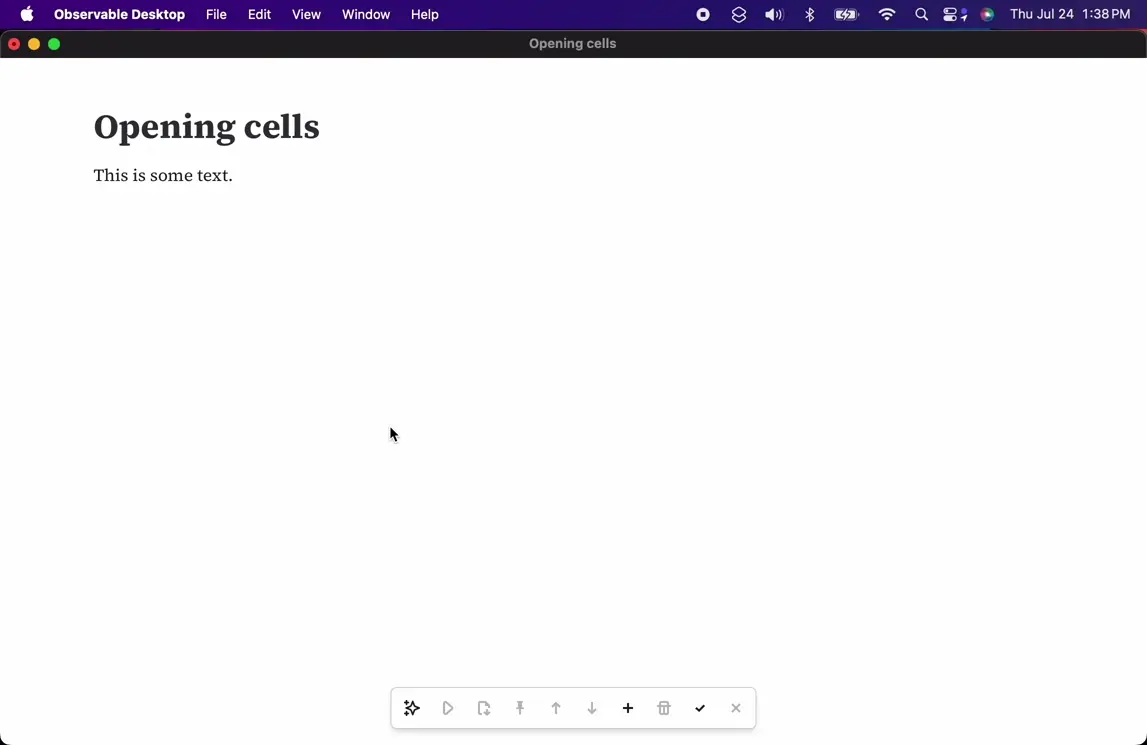 Observable Desktop File Edit View Window Help Thu Jul 24 1:38 PM
Opening cells
Opening cells
This is some text.